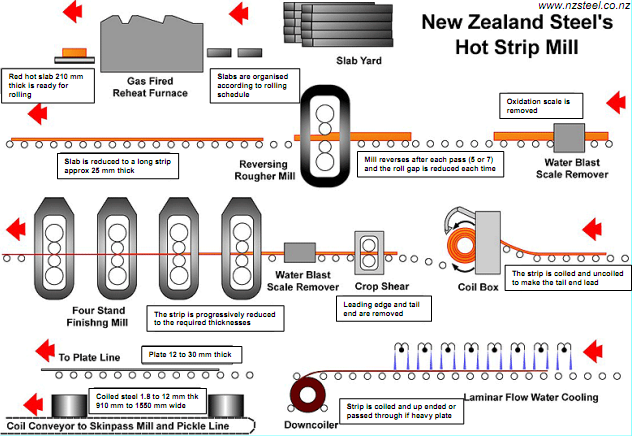 www.nzsteel.co.nz
New Zealand Steel's
Hot Strip Mill
Slab Yard
Red hot slab 210 mm
thick is ready for
rolling
Gas Fired
Reheat Furnace
Slabs are organised
according to rolling
schedule
Oxidation scale is
removed
Slab is reduced to a long strip
approx 25 mm thick
Reversing
Rougher Mill
Mill reverses after each pass (5 or 7)
and the roll gap is reduced each time
Water Blast
Scale Remover
Four Stand
Finishng Mill
The strip is progressively reduced
to the required thicknesses
Water Blast
Scale Remover
Crop Shear
Leading edge and tail
end are removed
Coil Box
The strip is coiled and uncoiled
to make the tail end lead
To Plate Line
Plate 12 to 30 mm thick
Coiled steel 1.8 to 12 mm thk
910 mm to 1550 mm wide
Coil Conveyor to Skinpass Mill and Pickle Line
Downcoiler
Strip is coiled and up ended or
passed through if heavy plate
Laminar Flow Water Cooling